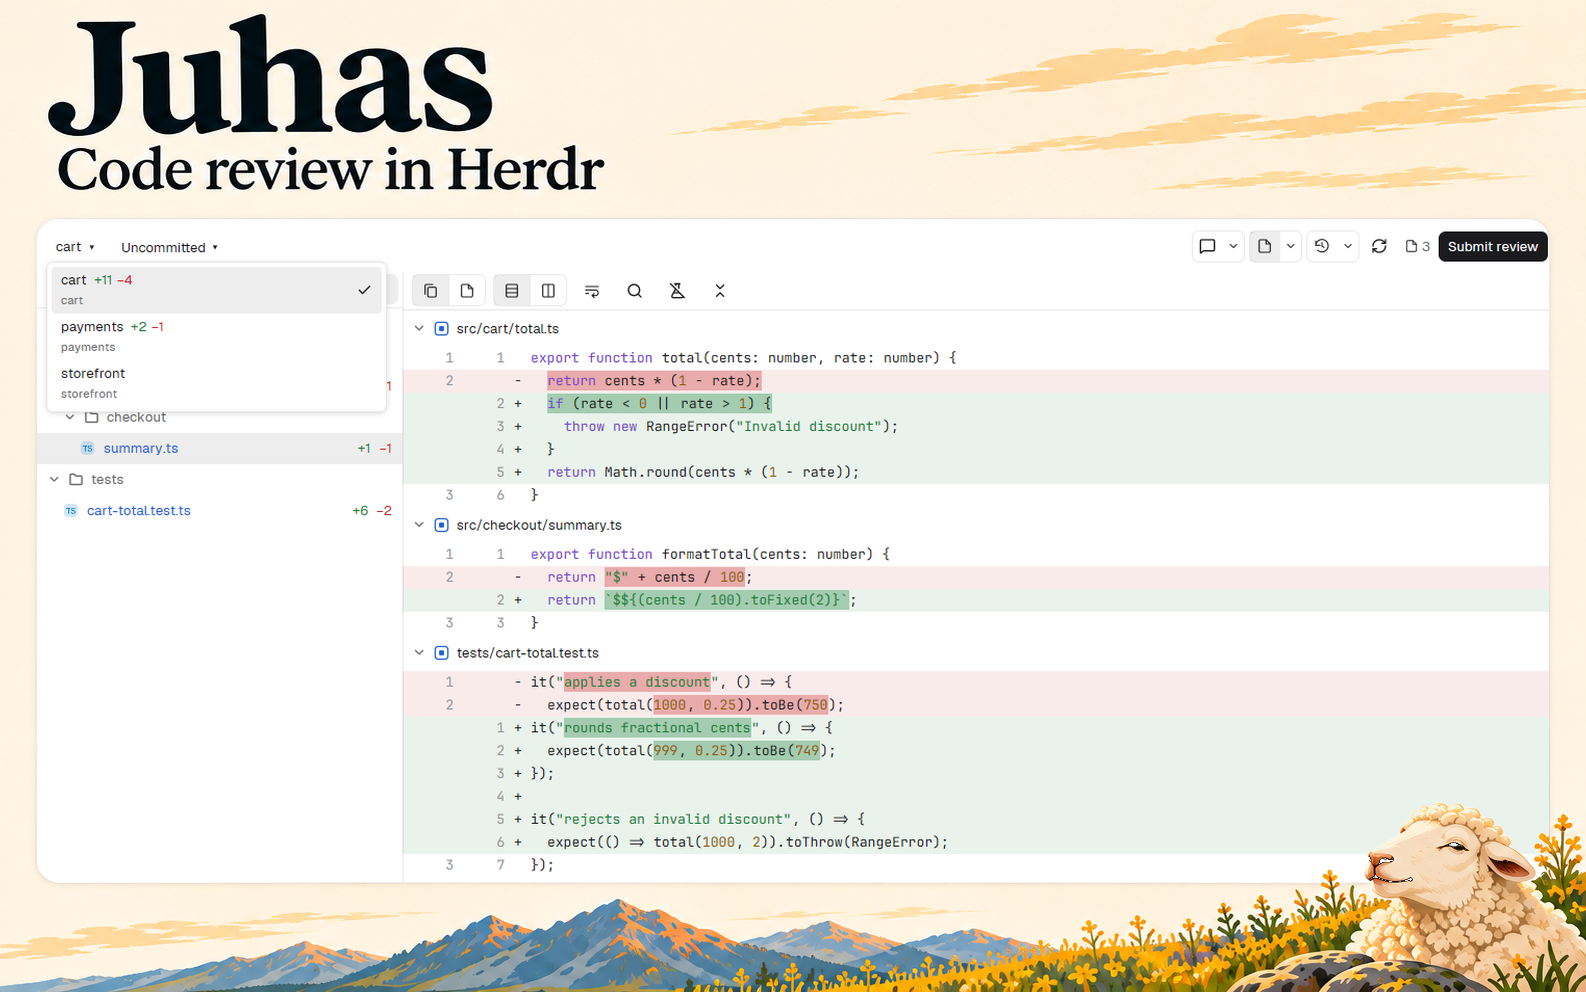 Juhas
Code review in Herdr
cart ▾ Uncommitted ▾
3 Submit review
cart +11 −4
cart
payments +2 −1
payments
storefront
storefront
1
checkout
TS summary.ts +1 −1
tests
TS cart-total.test.ts +6 −2
src/cart/total.ts
1 1 export function total(cents: number, rate: number) {
2 - return cents * (1 - rate);
2 + if (rate < 0 || rate > 1) {
3 + throw new RangeError("Invalid discount");
4 + }
5 + return Math.round(cents * (1 - rate));
3 6 }
src/checkout/summary.ts
1 1 export function formatTotal(cents: number) {
2 - return "$" + cents / 100;
2 + return `$${(cents / 100).toFixed(2)}`;
3 3 }
tests/cart-total.test.ts
1 - it("applies a discount", () => {
2 - expect(total(1000, 0.25)).toBe(750);
1 + it("rounds fractional cents", () => {
2 + expect(total(999, 0.25)).toBe(749);
3 + });
4 +
5 + it("rejects an invalid discount", () => {
6 + expect(() => total(1000, 2)).toThrow(RangeError);
3 7 });